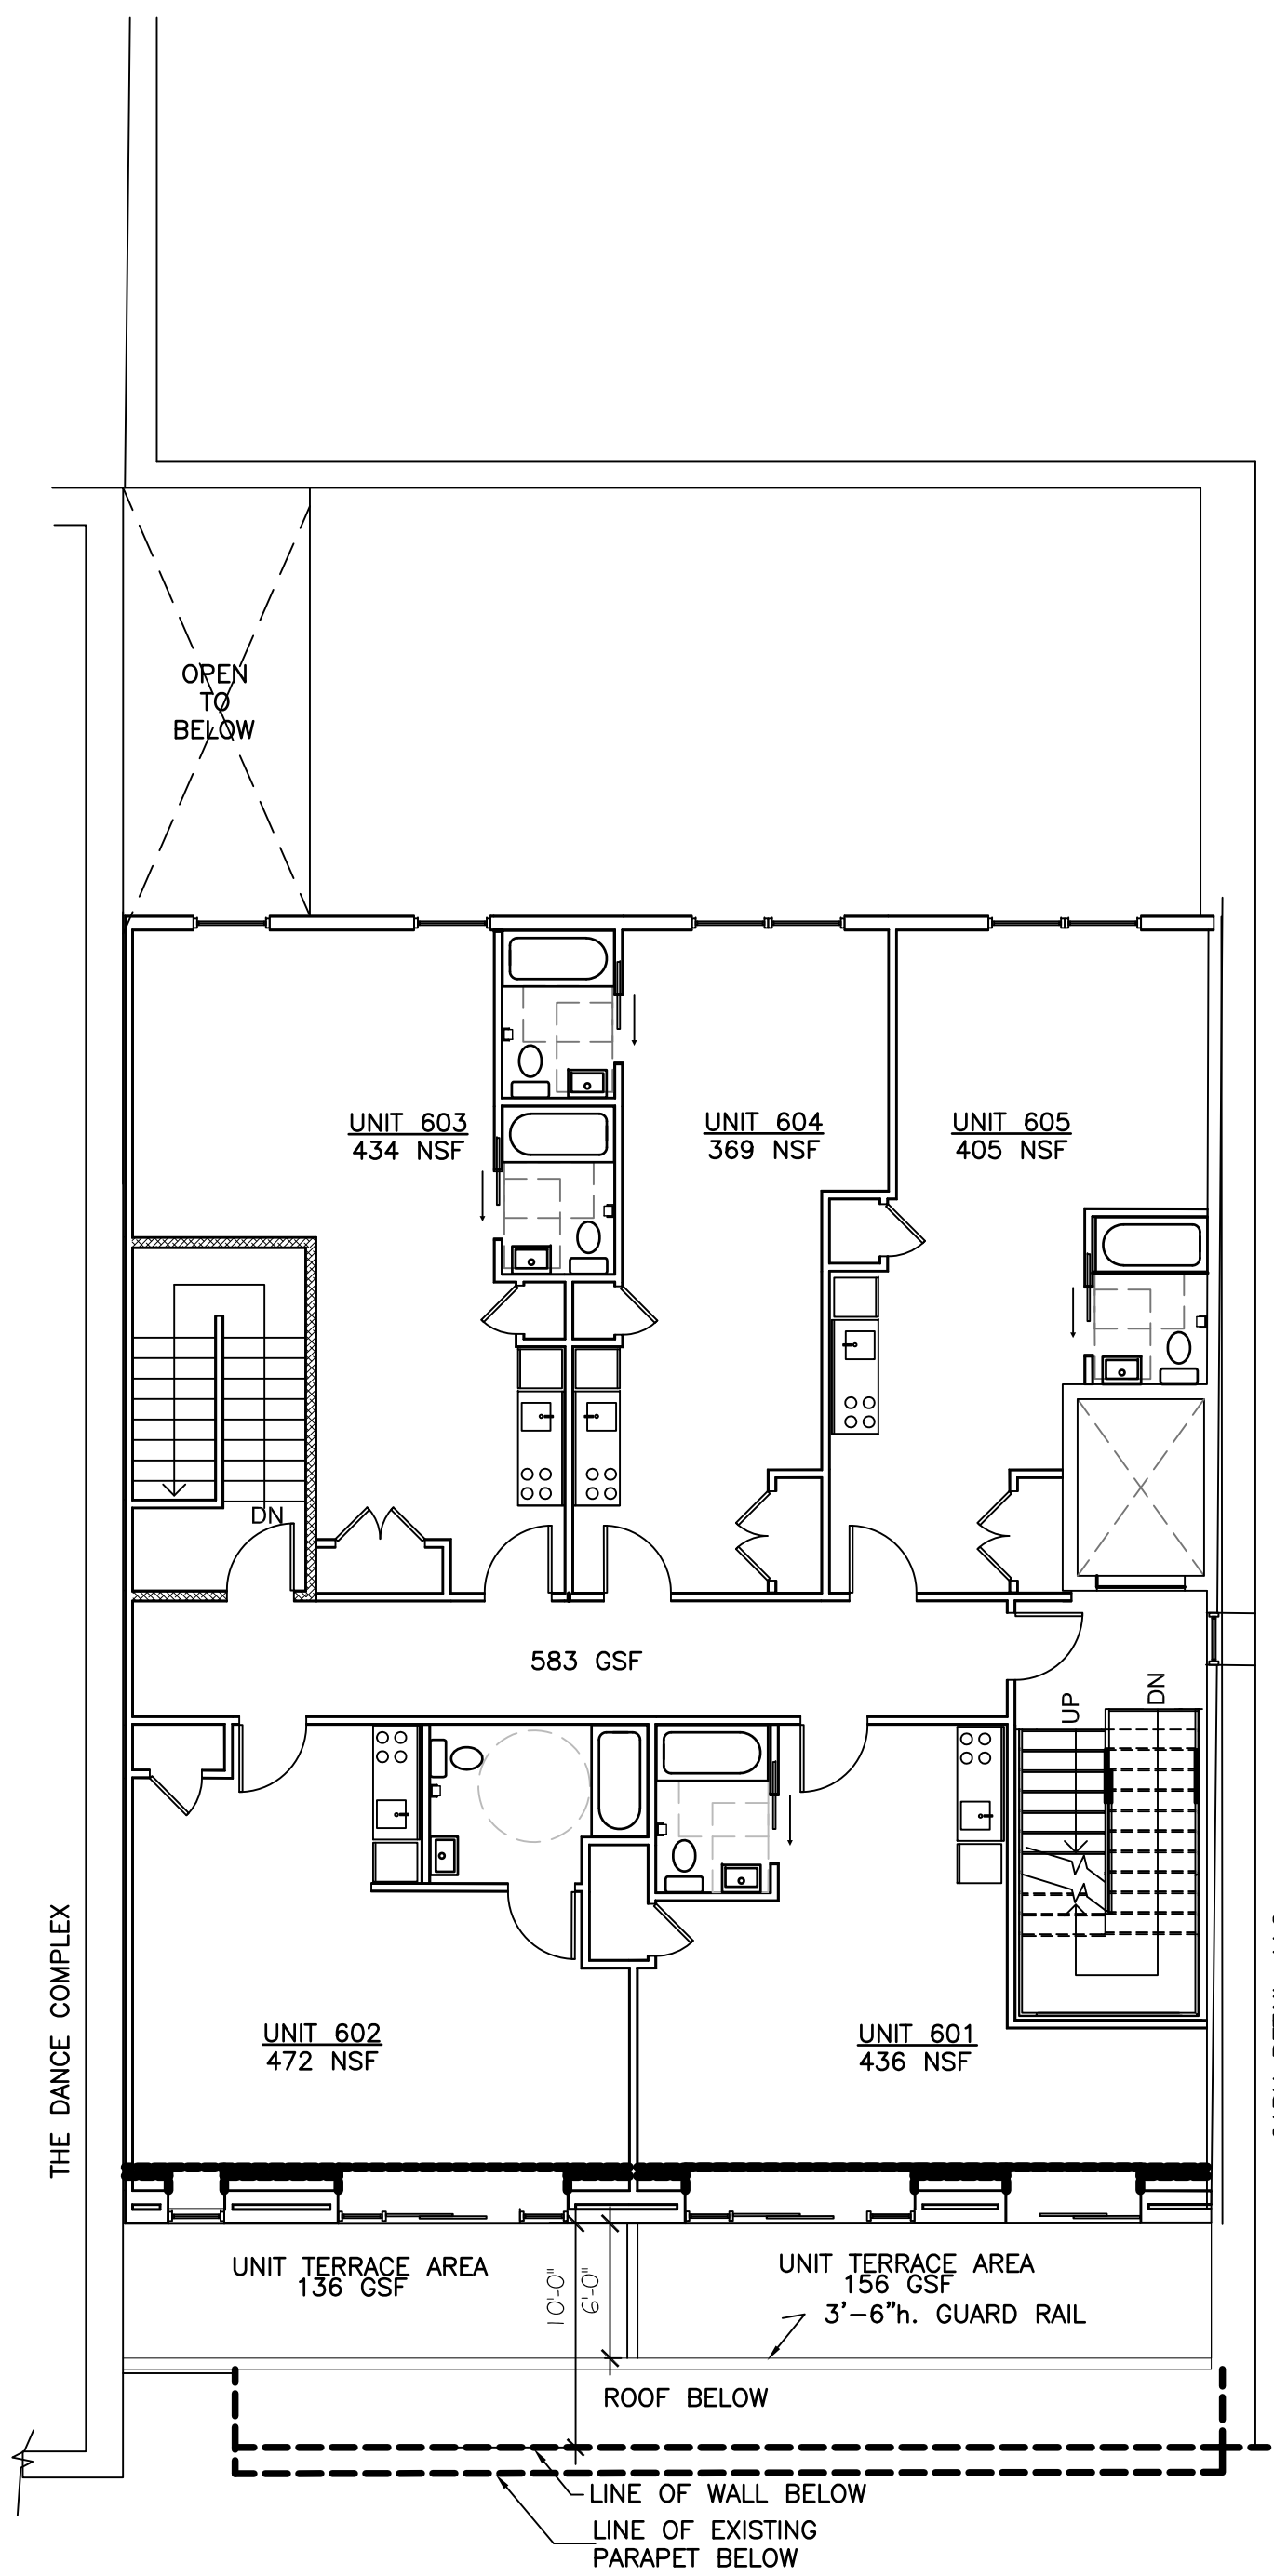 OPEN
TO
BELOW
UNIT 603
434 NSF
UNIT 604
369 NSF
UNIT 605
405 NSF
DN
583 GSF
UP
DN
THE DANCE COMPLEX
UNIT 602
472 NSF
UNIT 601
436 NSF
UNIT TERRACE AREA
136 GSF
10'-0"
6'-0"
UNIT TERRACE AREA
156 GSF
3'-6"h. GUARD RAIL
ROOF BELOW
LINE OF WALL BELOW
LINE OF EXISTING
PARAPET BELOW